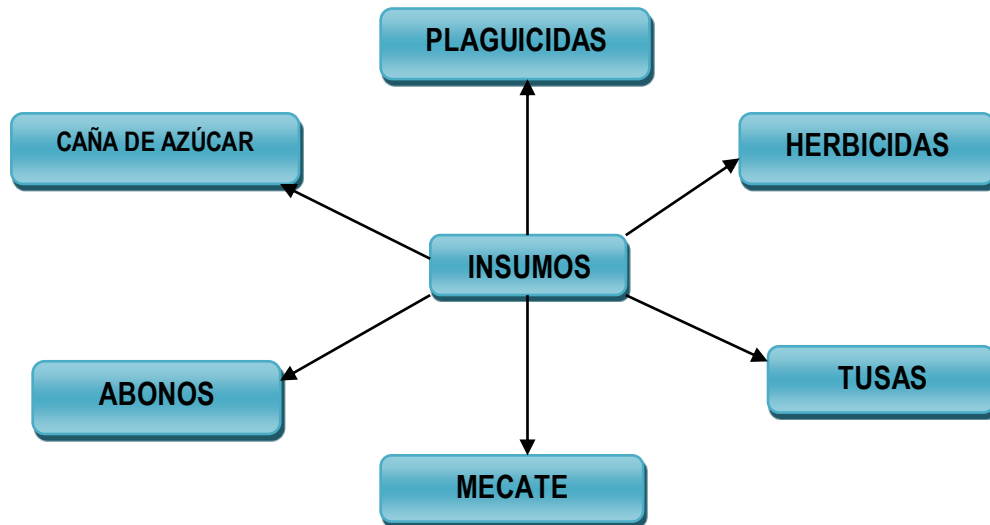 PLAGUICIDAS
CAÑA DE AZÚCAR
HERBICIDAS
INSUMOS
ABONOS
TUSAS
MECATE